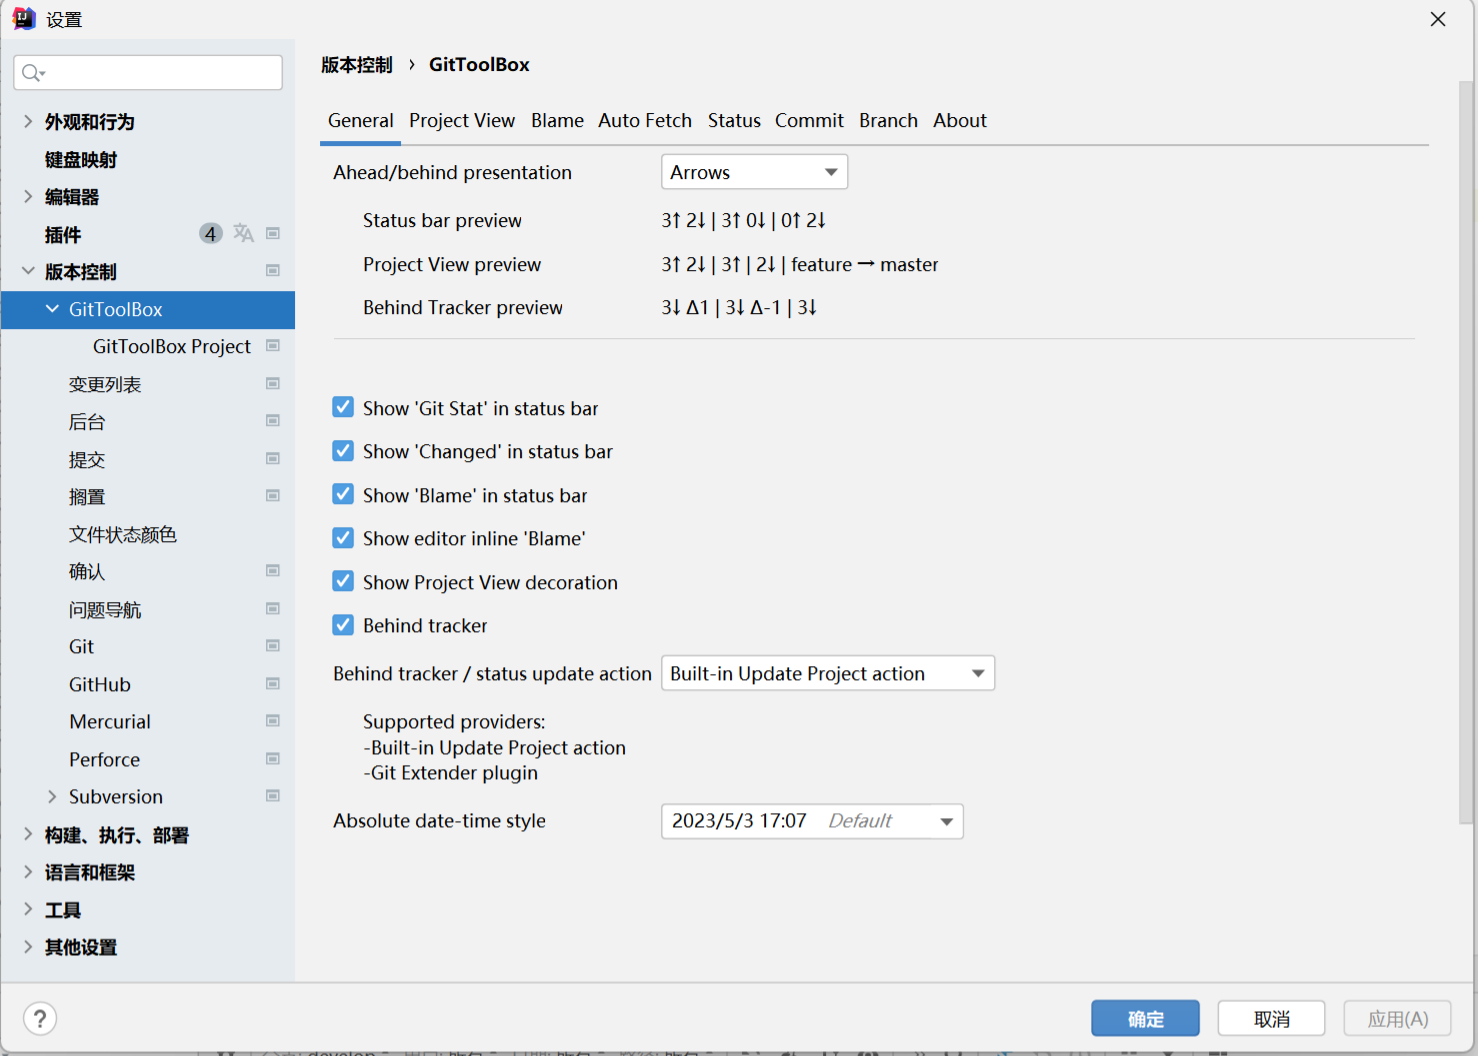 设置
版本控制 › GitToolBox
外观和行为
键盘映射
编辑器
插件 4
版本控制
GitToolBox
GitToolBox Project
变更列表
后台
提交
搁置
文件状态颜色
确认
问题导航
Git
GitHub
Mercurial
Perforce
Subversion
构建、执行、部署
语言和框架
工具
其他设置
General Project View Blame Auto Fetch Status Commit Branch About
Ahead/behind presentation Arrows
Status bar preview 3↑ 2↓ | 3↑ 0↓ | 0↑ 2↓
Project View preview 3↑ 2↓ | 3↑ | 2↓ | feature → master
Behind Tracker preview 3↓ Δ1 | 3↓ Δ-1 | 3↓
Show 'Git Stat' in status bar
Show 'Changed' in status bar
Show 'Blame' in status bar
Show editor inline 'Blame'
Show Project View decoration
Behind tracker
Behind tracker / status update action Built-in Update Project action
Supported providers:
-Built-in Update Project action
-Git Extender plugin
Absolute date-time style 2023/5/3 17:07 Default
? 确定 取消 应用(A)